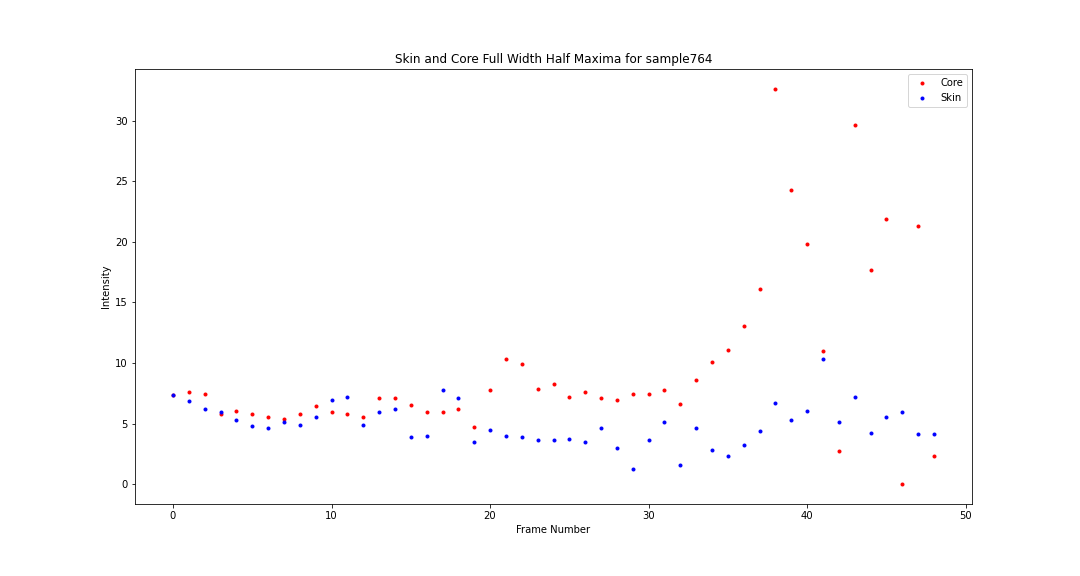 Skin and Core Full Width Half Maxima for sample764
Core
Skin
30
25
20
15
10
5
0
Intensity
0 10 20 30 40 50
Frame Number